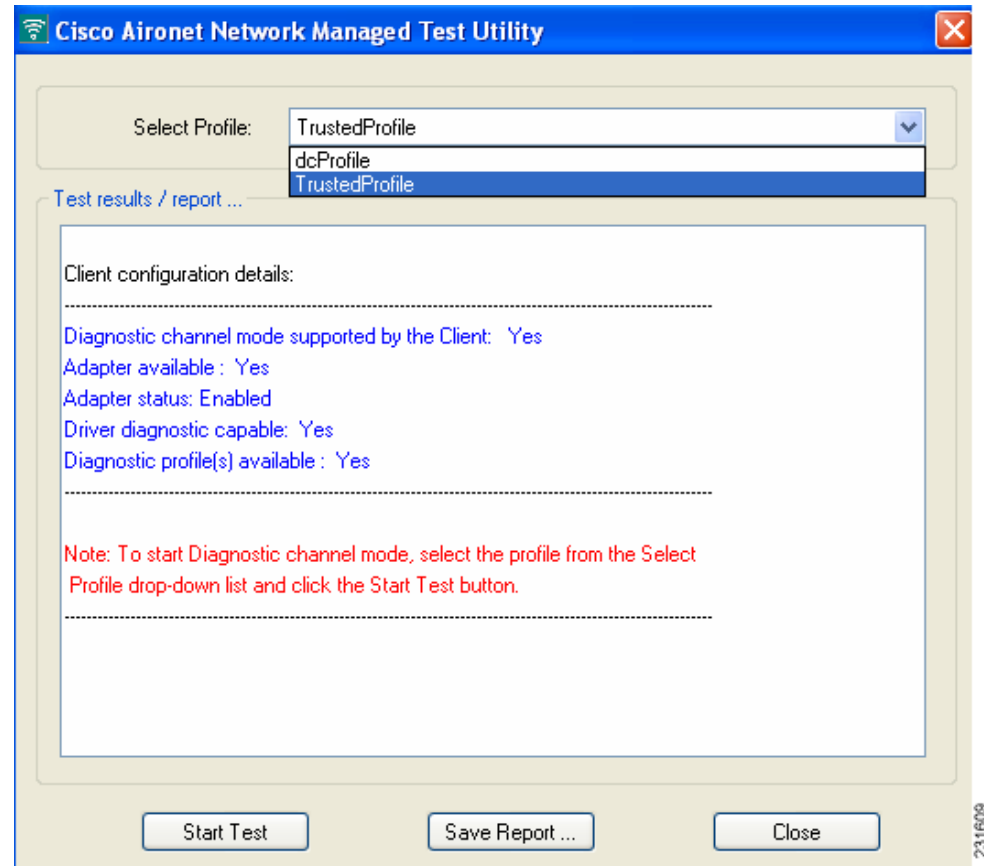 Cisco Aironet Network Managed Test Utility
Select Profile: TrustedProfile
dcProfile
TrustedProfile
Test results / report ...
Client configuration details:
--------------------------------------------------------------------------------
Diagnostic channel mode supported by the Client: Yes
Adapter available : Yes
Adapter status: Enabled
Driver diagnostic capable: Yes
Diagnostic profile(s) available : Yes
--------------------------------------------------------------------------------
Note: To start Diagnostic channel mode, select the profile from the Select
Profile drop-down list and click the Start Test button.
--------------------------------------------------------------------------------
Start Test Save Report ... Close
231609